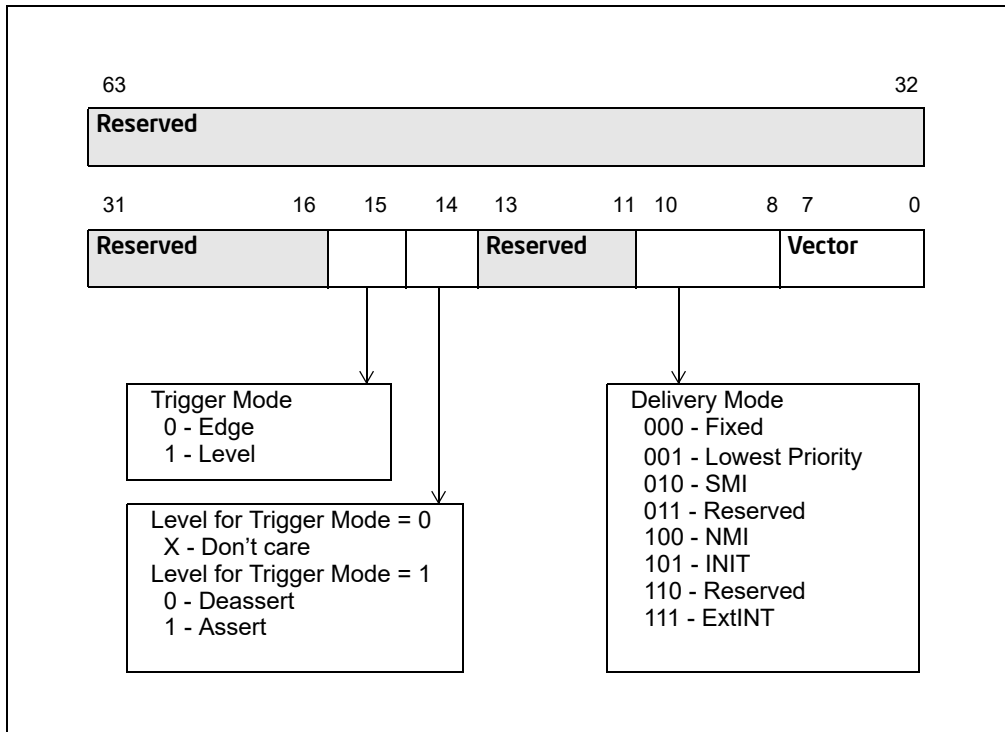 63 32
Reserved
31 16 15 14 13 11 10 8 7 0
Reserved Reserved Vector
Trigger Mode
0 - Edge
1 - Level
Level for Trigger Mode = 0
X - Don’t care
Level for Trigger Mode = 1
0 - Deassert
1 - Assert
Delivery Mode
000 - Fixed
001 - Lowest Priority
010 - SMI
011 - Reserved
100 - NMI
101 - INIT
110 - Reserved
111 - ExtINT